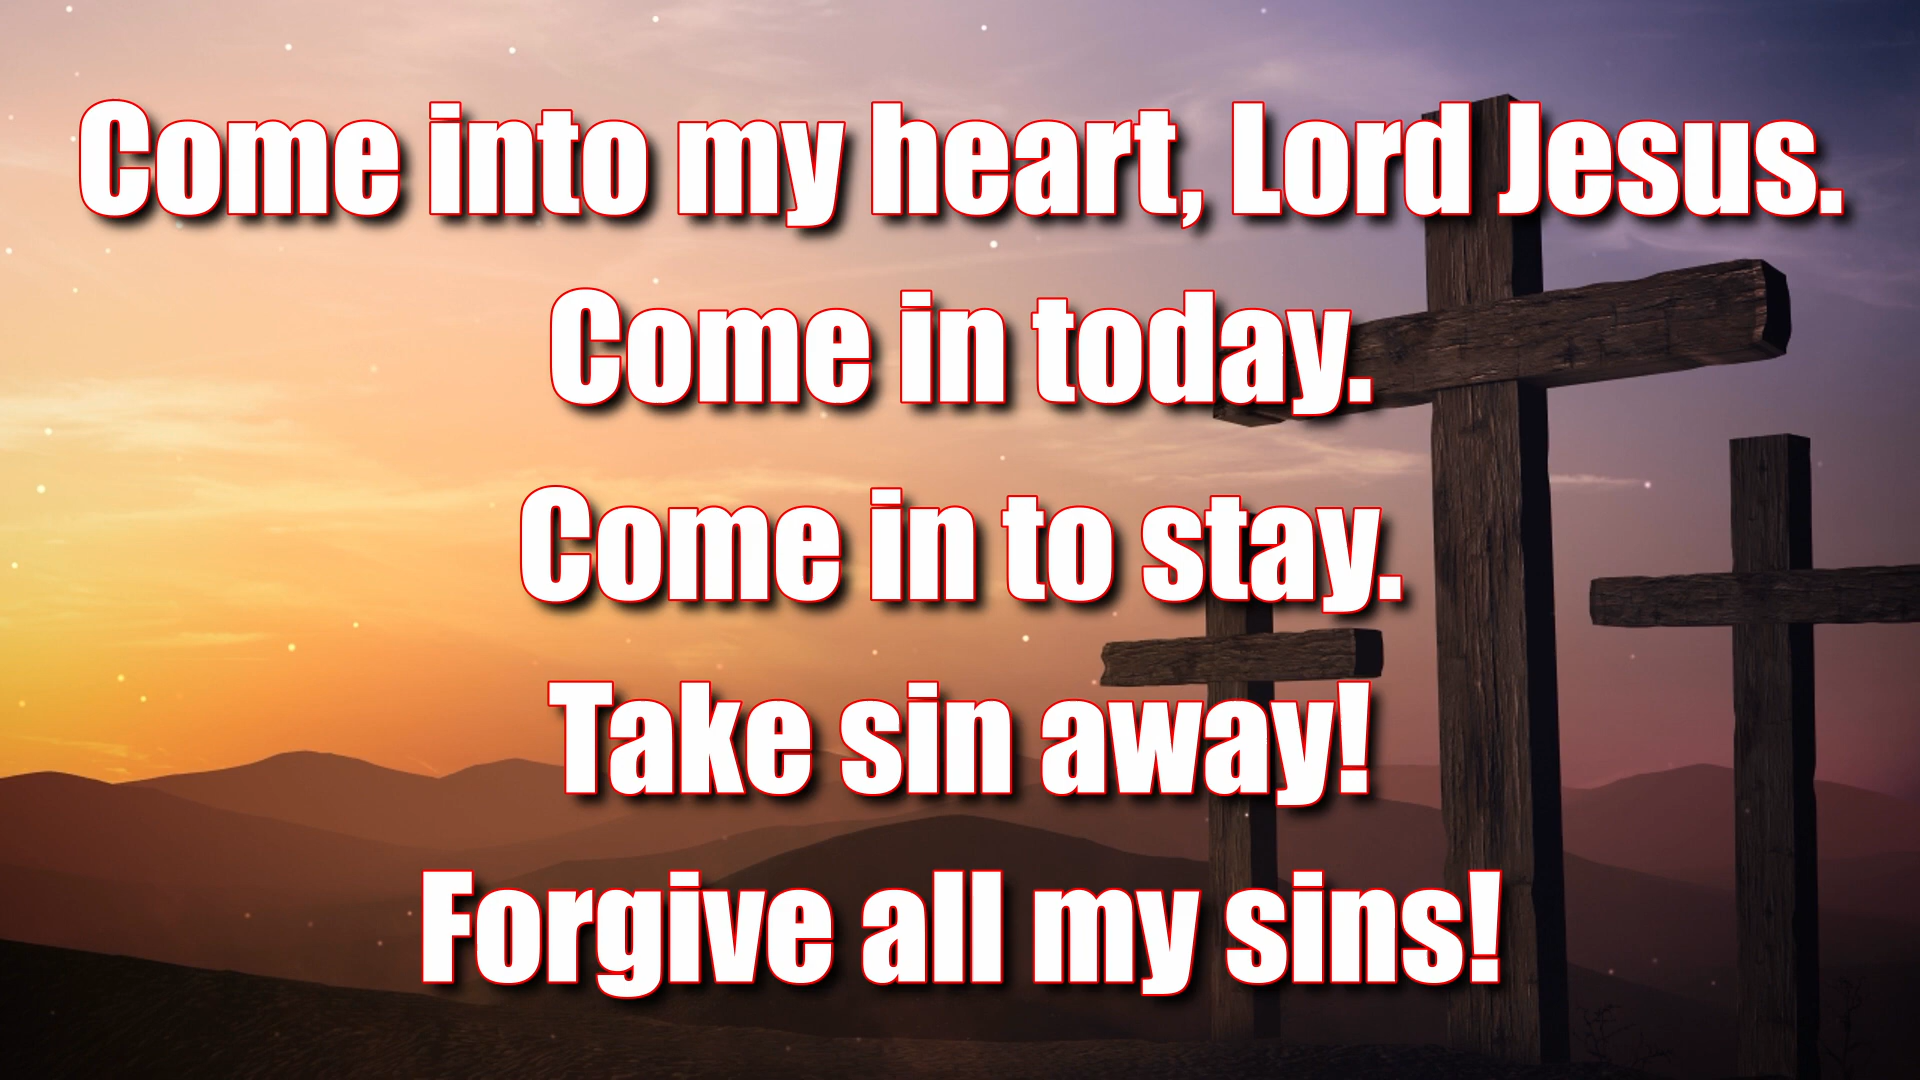 Come into my heart, Lord Jesus.
Come in today.
Come in to stay.
Take sin away!
Forgive all my sins!